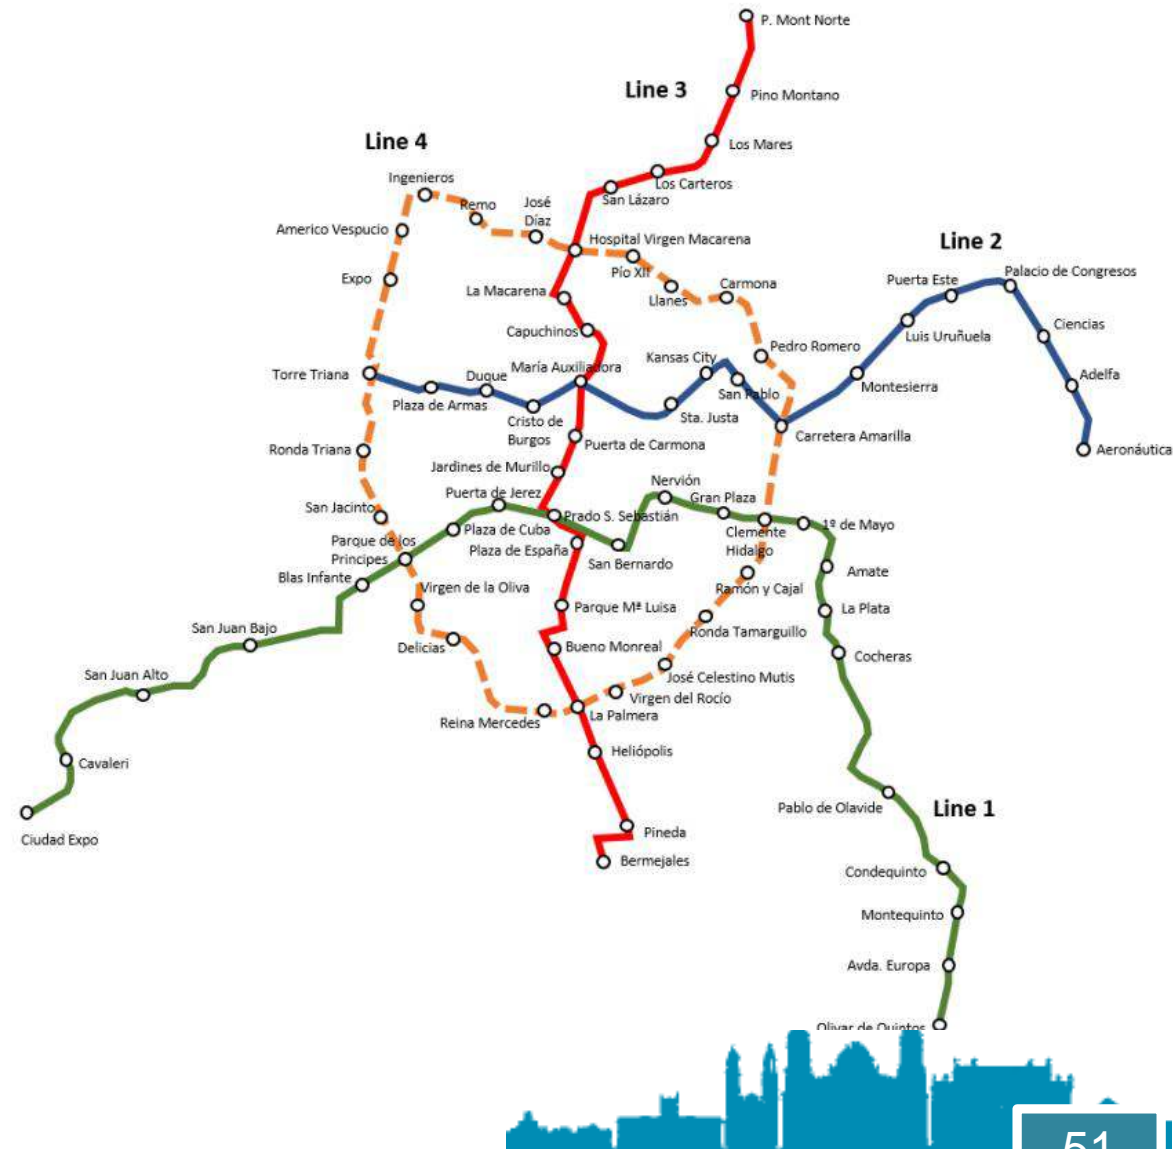 P. Mont Norte
Line 3
Pino Montano
Line 4
Los Mares
Ingenieros
Los Carteros
San Lázaro
Remo
José
Díaz
Americo Vespucio
Hospital Virgen Macarena
Line 2
Pío XII
Expo
Palacio de Congresos
Puerta Este
La Macarena
Llanes
Carmona
Ciencias
Capuchinos
Luis Uruñuela
Pedro Romero
Kansas City
María Auxiliadora
Torre Triana
Duque
Adelfa
Montesierra
San Pablo
Plaza de Armas
Cristo de
Burgos
Sta. Justa
Carretera Amarilla
Puerta de Carmona
Ronda Triana
Aeronáutica
Jardines de Murillo
Nervión
Puerta de Jerez
Gran Plaza
San Jacinto
Prado S. Sebastián
1º de Mayo
Plaza de Cuba
Clemente
Hidalgo
Parque de los
Principes
Plaza de España
San Bernardo
Amate
Blas Infante
Virgen de la Oliva
Ramón y Cajal
Parque Mª Luisa
La Plata
San Juan Bajo
Ronda Tamarguillo
Delicias
Bueno Monreal
Cocheras
San Juan Alto
José Celestino Mutis
Virgen del Rocío
Reina Mercedes
La Palmera
Heliópolis
Cavaleri
Pablo de Olavide
Line 1
Ciudad Expo
Pineda
Bermejales
Condequinto
Montequinto
Avda. Europa
Olivar de Quintos
51